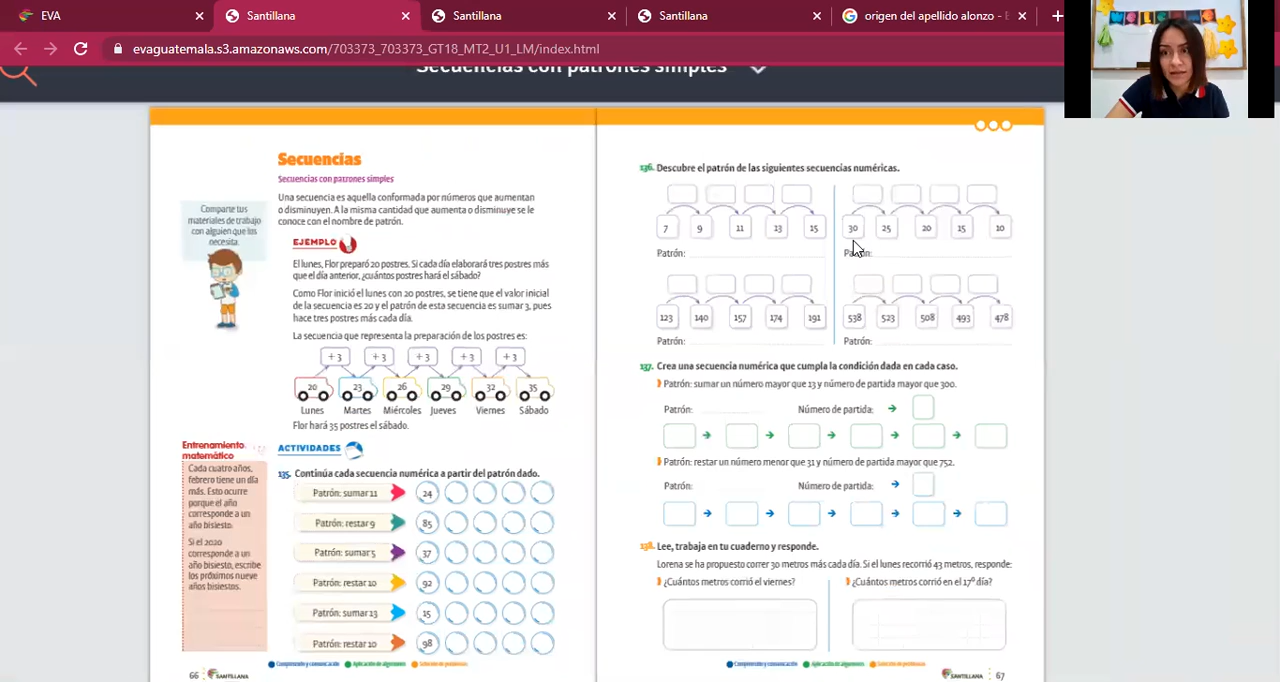 EVA
Santillana
Santillana
Santillana
origen del apellido alonzo -
evaguatemala.s3.amazonaws.com/703373_703373_GT18_MT2_U1_LM/index.html
Secuencias con patrones simples
Secuencias
Secuencias con patrones simples
Comparte tus
materiales de trabajo
con alguien que los
necesita.
Una secuencia es aquella conformada por números que aumentan
o disminuyen. A la misma cantidad que aumenta o disminuye se le
conoce con el nombre de patrón.
EJEMPLO
El lunes, Flor preparó 20 postres. Si cada día elaborará tres postres más
que el día anterior, ¿cuántos postres hará el sábado?
Como Flor inició el lunes con 20 postres, se tiene que el valor inicial
de la secuencia es 20 y el patrón de esta secuencia es sumar 3, pues
hace tres postres más cada día.
La secuencia que representa la preparación de los postres es:
+ 3 + 3 + 3 + 3 + 3
20 23 26 29 32 35
Lunes Martes Miércoles Jueves Viernes Sábado
Flor hará 35 postres el sábado.
Entrenamiento
matemático
Cada cuatro años,
febrero tiene un día
más. Esto ocurre
porque el año
corresponde a un
año bisiesto.
Si el 2020
corresponde a un
año bisiesto, escribe
los próximos nueve
años bisiestos.
ACTIVIDADES
135. Continúa cada secuencia numérica a partir del patrón dado.
Patrón: sumar 11 24
Patrón: restar 9 85
Patrón: sumar 5 37
Patrón: restar 10 92
Patrón: sumar 13 15
Patrón: restar 10 98
Comprensión y comunicación Aplicación de algoritmos Solución de problemas
66 SANTILLANA
136. Descubre el patrón de las siguientes secuencias numéricas.
7 9 11 13 15
Patrón:
30 25 20 15 10
Patrón:
123 140 157 174 191
Patrón:
538 523 508 493 478
Patrón:
137. Crea una secuencia numérica que cumpla la condición dada en cada caso.
Patrón: sumar un número mayor que 13 y número de partida mayor que 300.
Patrón: Número de partida:
Patrón: restar un número menor que 31 y número de partida mayor que 752.
Patrón: Número de partida:
138. Lee, trabaja en tu cuaderno y responde.
Lorena se ha propuesto correr 30 metros más cada día. Si el lunes recorrió 43 metros, responde:
¿Cuántos metros corrió el viernes?
¿Cuántos metros corrió en el 17º día?
Comprensión y comunicación Aplicación de algoritmos Solución de problemas
SANTILLANA 67